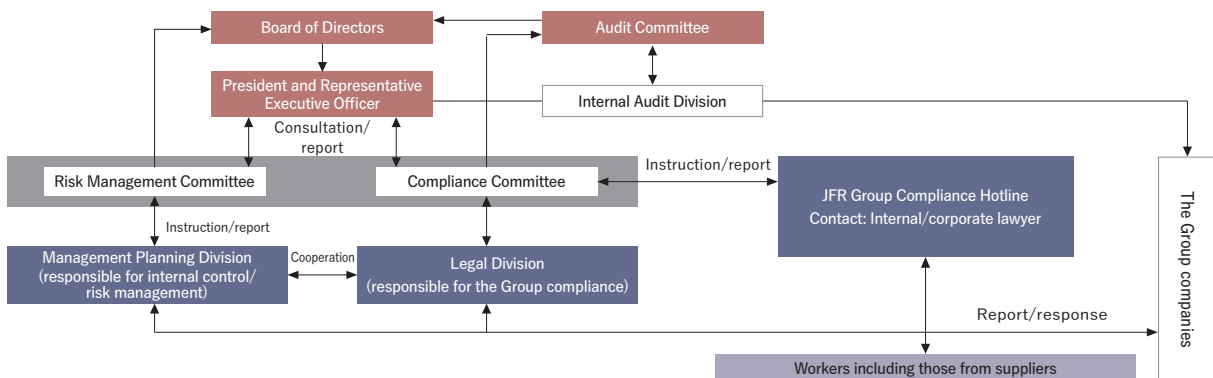 Board of Directors
Audit Committee
President and Representative
Executive Officer
Internal Audit Division
Consultation/
report
Risk Management Committee
Compliance Committee
Instruction/report
JFR Group Compliance Hotline
Contact: Internal/corporate lawyer
The Group companies
Instruction/report
Management Planning Division
(responsible for internal control/
risk management)
Cooperation
Legal Division
(responsible for the Group compliance)
Report/response
Workers including those from suppliers